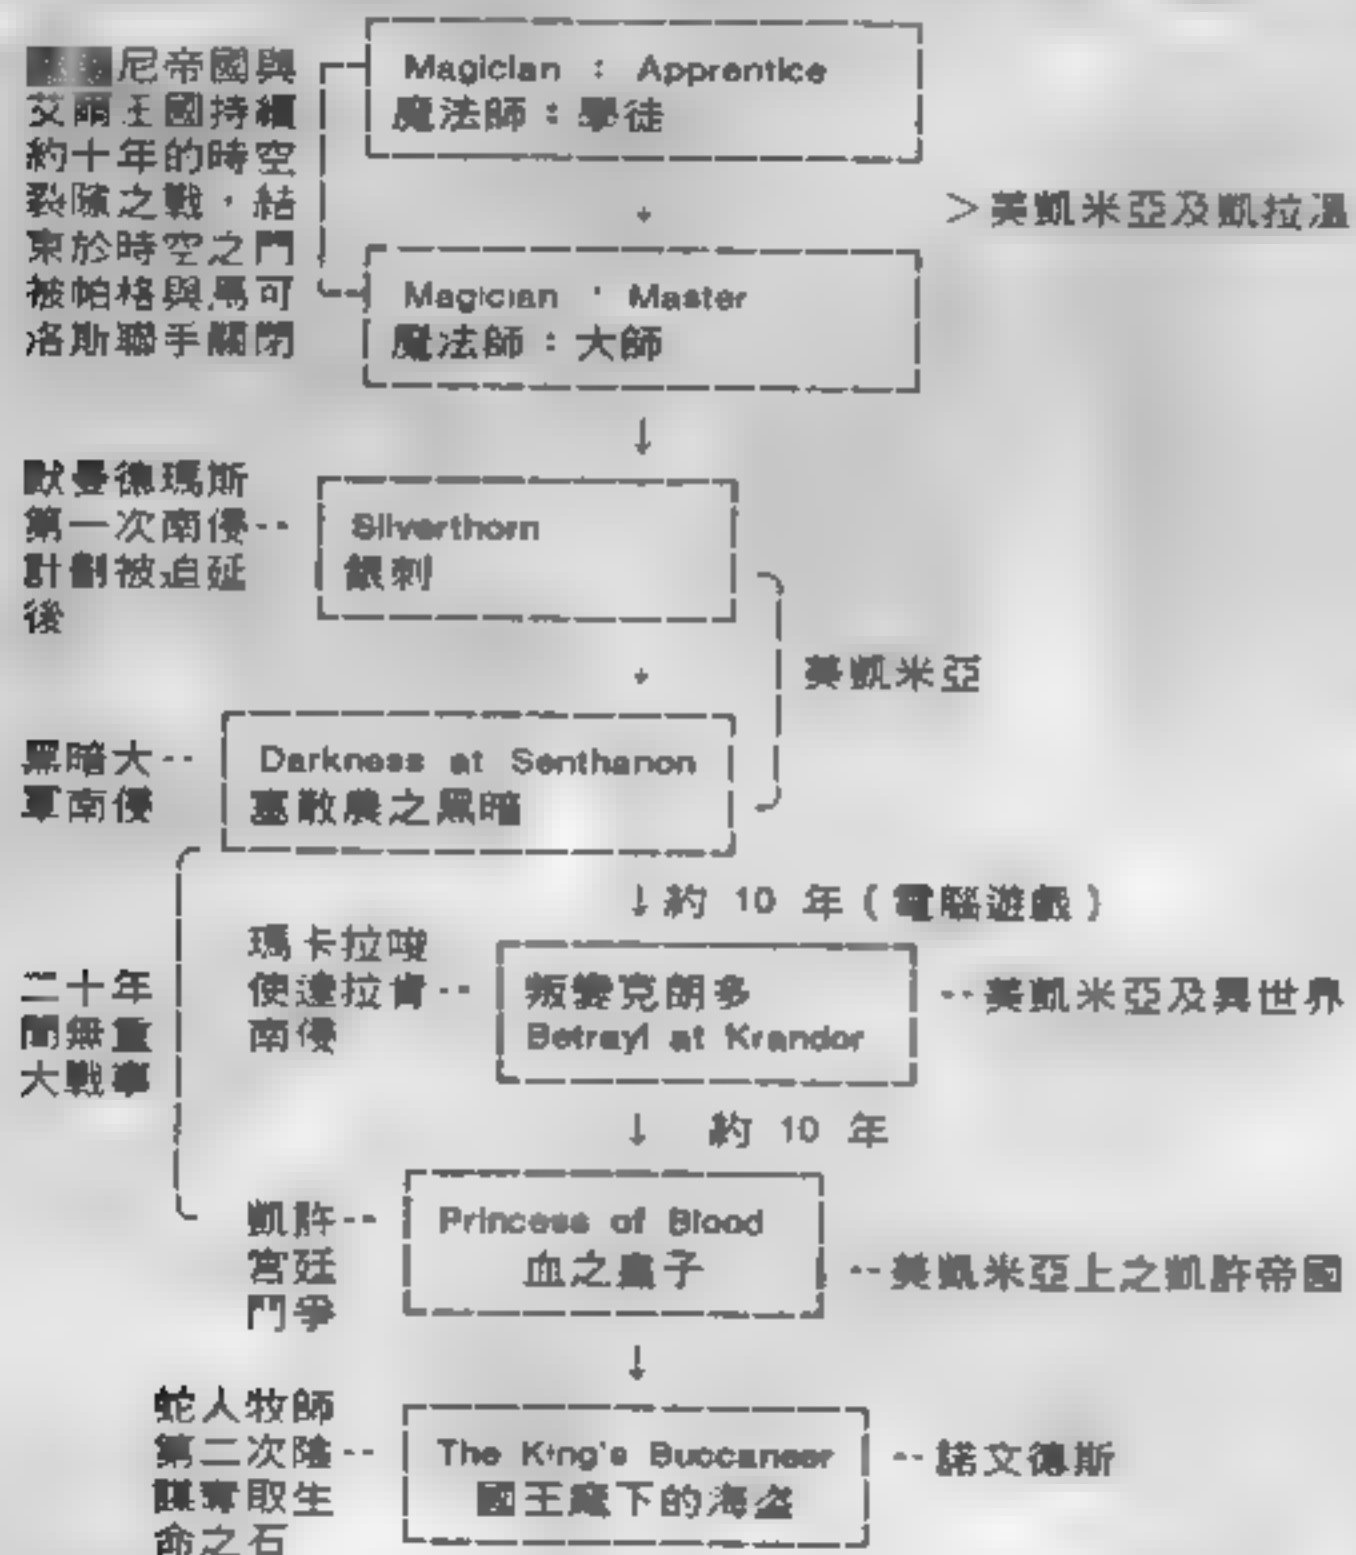 尼帝國與
艾爾王國持續
約十年的時空
裂隙之戰，結
束於時空之門
被帕格與馬可
洛斯聯手關閉
Magician : Apprentice
魔法師：學徒
>美凱米亞及凱拉溫
Magician : Master
魔法師：大師
↓
默曼德瑪斯
第一次南侵--
計劃被迫延
後
Silverthorn
銀刺
美凱米亞
黑暗大--
軍南侵
Darkness at Senthanon
塞散農之黑暗
↓約 10 年(電腦遊戲)
二十年
間無重
大戰事
瑪卡拉唆
使達拉肯--
南侵
叛變克朗多
Betrayl at Krandor
--美凱米亞及異世界
↓ 約 10 年
凱許--
宮廷
鬥爭
Princess of Blood
血之皇子
--美凱米亞上之凱許帝國
↓
蛇人牧師
第二次陰--
謀奪取生
命之石
The King's Buccaneer
國王麾下的海盜
--諾文德斯